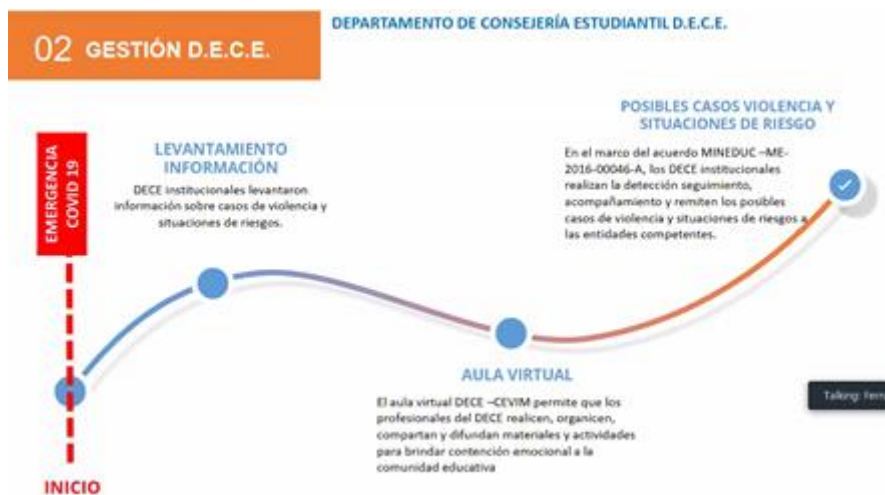 DEPARTAMENTO DE CONSEJERÍA ESTUDIANTIL D.E.C.E.
02 GESTIÓN D.E.C.E.
EMERGENCIA
COVID 19
LEVANTAMIENTO
INFORMACIÓN
DECE institucionales levantaron
información sobre casos de violencia y
situaciones de riesgos.
POSIBLES CASOS VIOLENCIA Y
SITUACIONES DE RIESGO
En el marco del acuerdo MINEDUC –ME-
2016-00046-A, los DECE institucionales
realizan la detección seguimiento,
acompañamiento y remiten los posibles
casos de violencia y situaciones de riesgos a
las entidades competentes.
AULA VIRTUAL
El aula virtual DECE –CEVIM permite que los
profesionales del DECE realicen, organicen,
compartan y difundan materiales y actividades
para brindar contención emocional a la
comunidad educativa
Talking:
INICIO